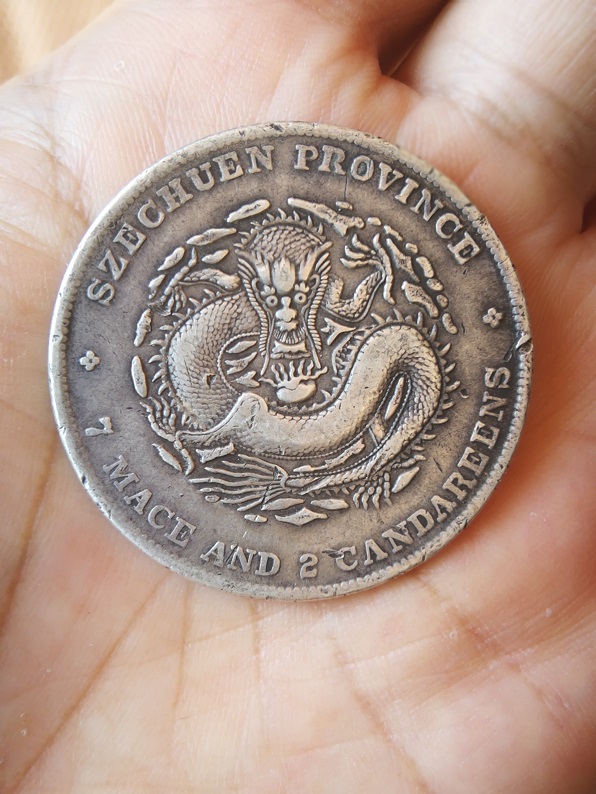 SZECHUEN PROVINCE
7 MACE AND 2 CANDAREENS